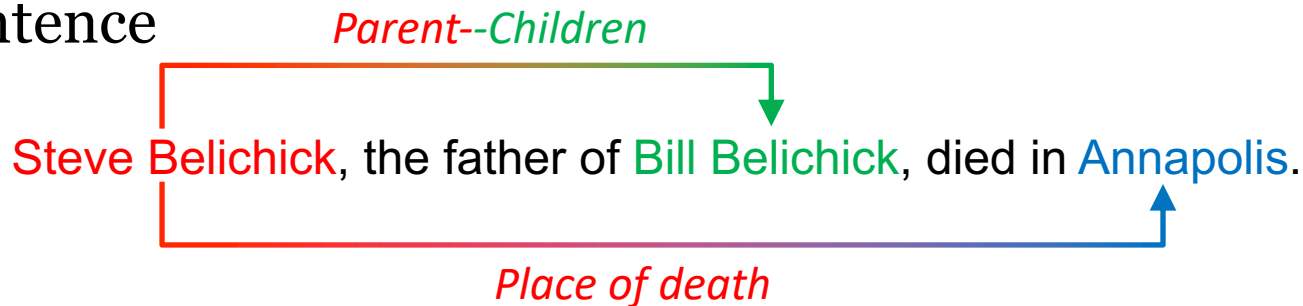 ntence
Parent--Children
Steve Belichick, the father of Bill Belichick, died in Annapolis.
Place of death